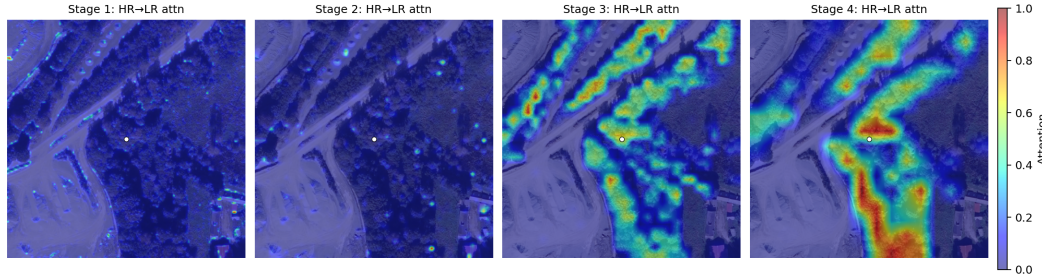 Stage 1: HR→LR attn
Stage 2: HR→LR attn
Stage 3: HR→LR attn
Stage 4: HR→LR attn
1.0
0.8
0.6
0.4
0.2
0.0
Attention